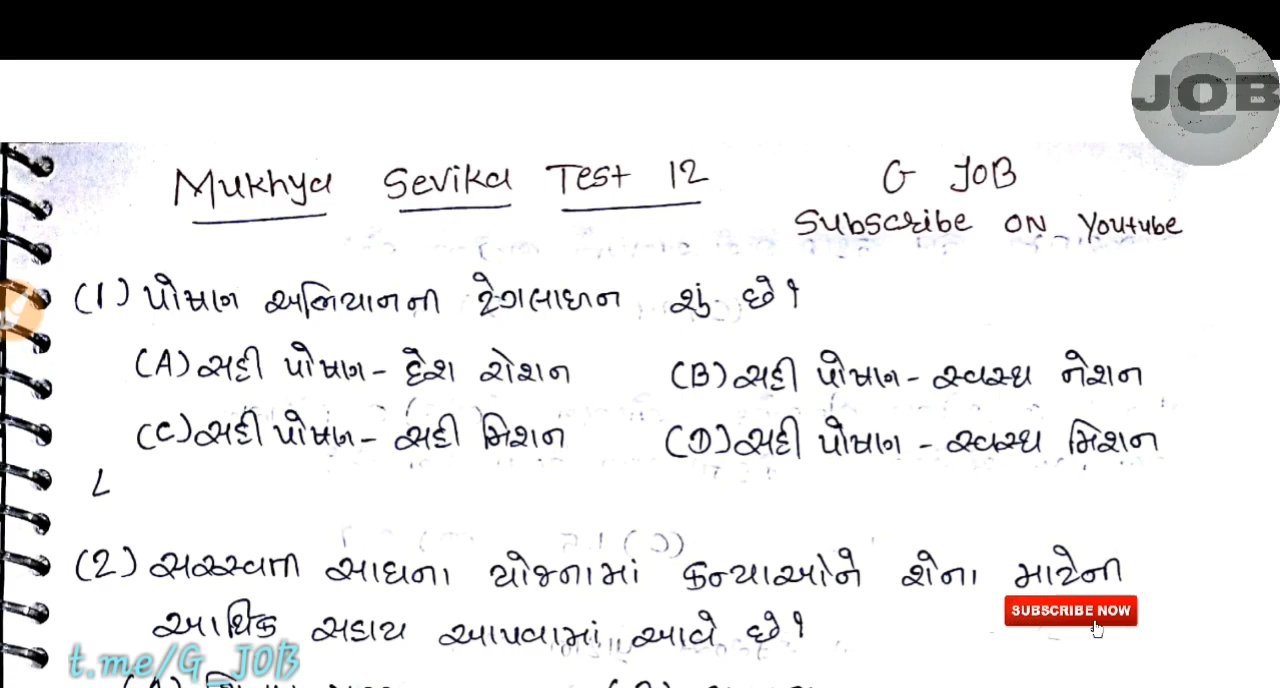 JOB
Mukhya Sevika Test 12
G JOB
Subscribe ON Youtube
(1) પોષણ અભિયાનની ટેગલાઈન શું છે?
(A) સહી પોષણ - દેશ રોશન
(B) સહી પોષણ - સ્વસ્થ નેશન
(C) સહી પોષણ - સહી મિશન
(D) સહી પોષણ - સ્વસ્થ મિશન
(2) સરસ્વતી સાધના યોજનામાં કન્યાઓને શેના માટેની
SUBSCRIBE NOW
આર્થિક સહાય આપવામાં આવે છે?
t.me/G_JOB